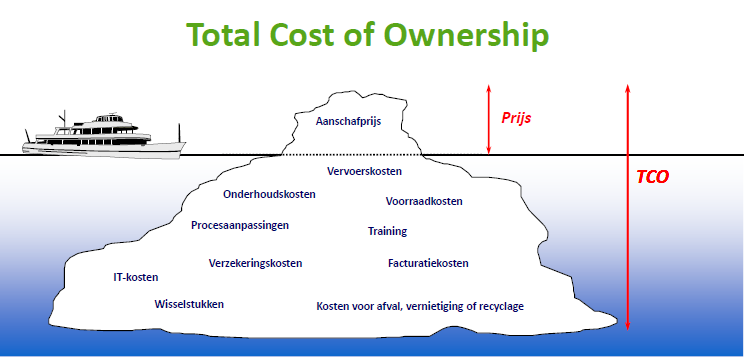 Total Cost of Ownership
Aanschafprijs
Prijs
Vervoerskosten
TCO
Onderhoudskosten
Voorraadkosten
Procesaanpassingen
Training
Verzekeringskosten
Facturatiekosten
IT-kosten
Wisselstukken
Kosten voor afval, vernietiging of recyclage